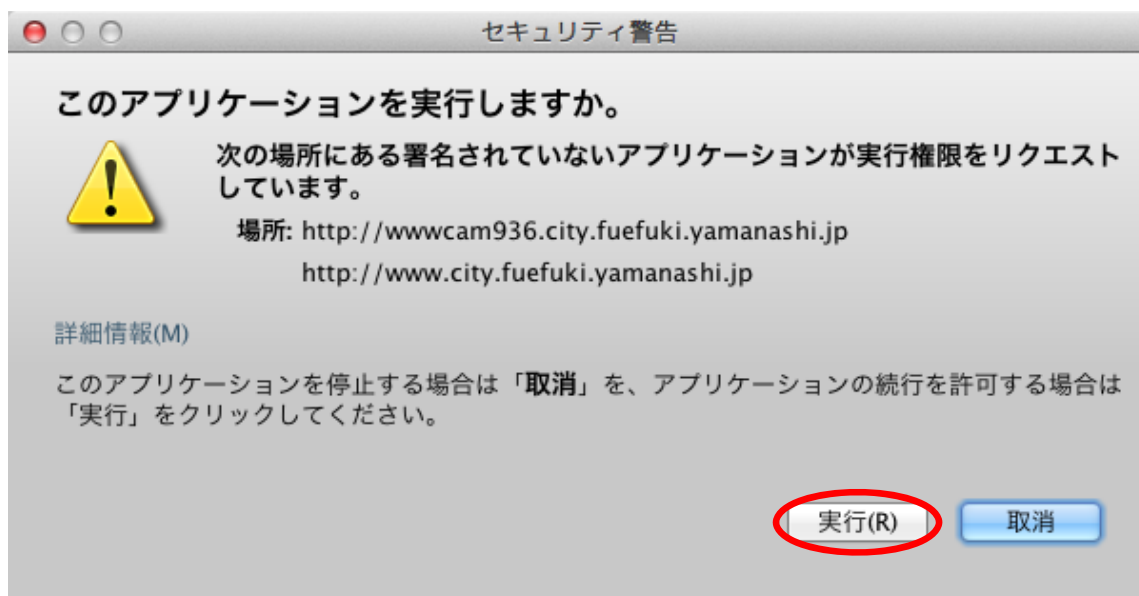 セキュリティ警告
このアプリケーションを実行しますか。
次の場所にある署名されていないアプリケーションが実行権限をリクエスト
しています。
場所: http://wwwcam936.city.fuefuki.yamanashi.jp
http://www.city.fuefuki.yamanashi.jp
詳細情報(M)
このアプリケーションを停止する場合は「取消」を、アプリケーションの続行を許可する場合は
「実行」をクリックしてください。
実行(R) 取消